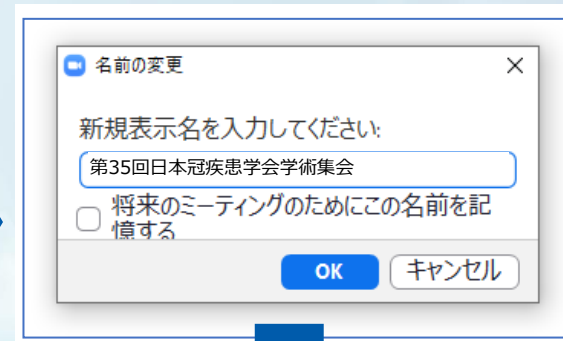 名前の変更
新規表示名を入力してください:
第35回日本冠疾患学会学術集会
将来のミーティングのためにこの名前を記
憶する
OK キャンセル